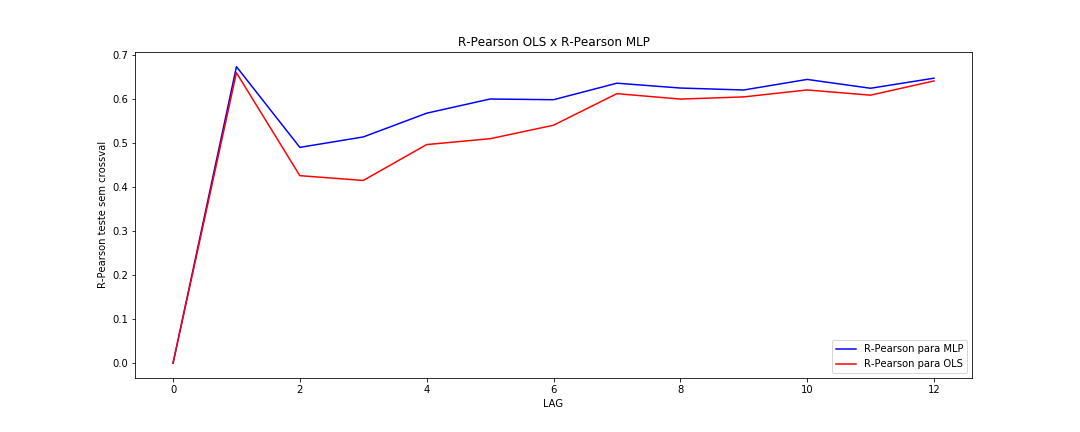 R-Pearson OLS x R-Pearson MLP
R-Pearson teste sem crossval
0.7
0.6
0.5
0.4
0.3
0.2
0.1
0.0
R-Pearson para MLP
R-Pearson para OLS
0 2 4 6 8 10 12
LAG